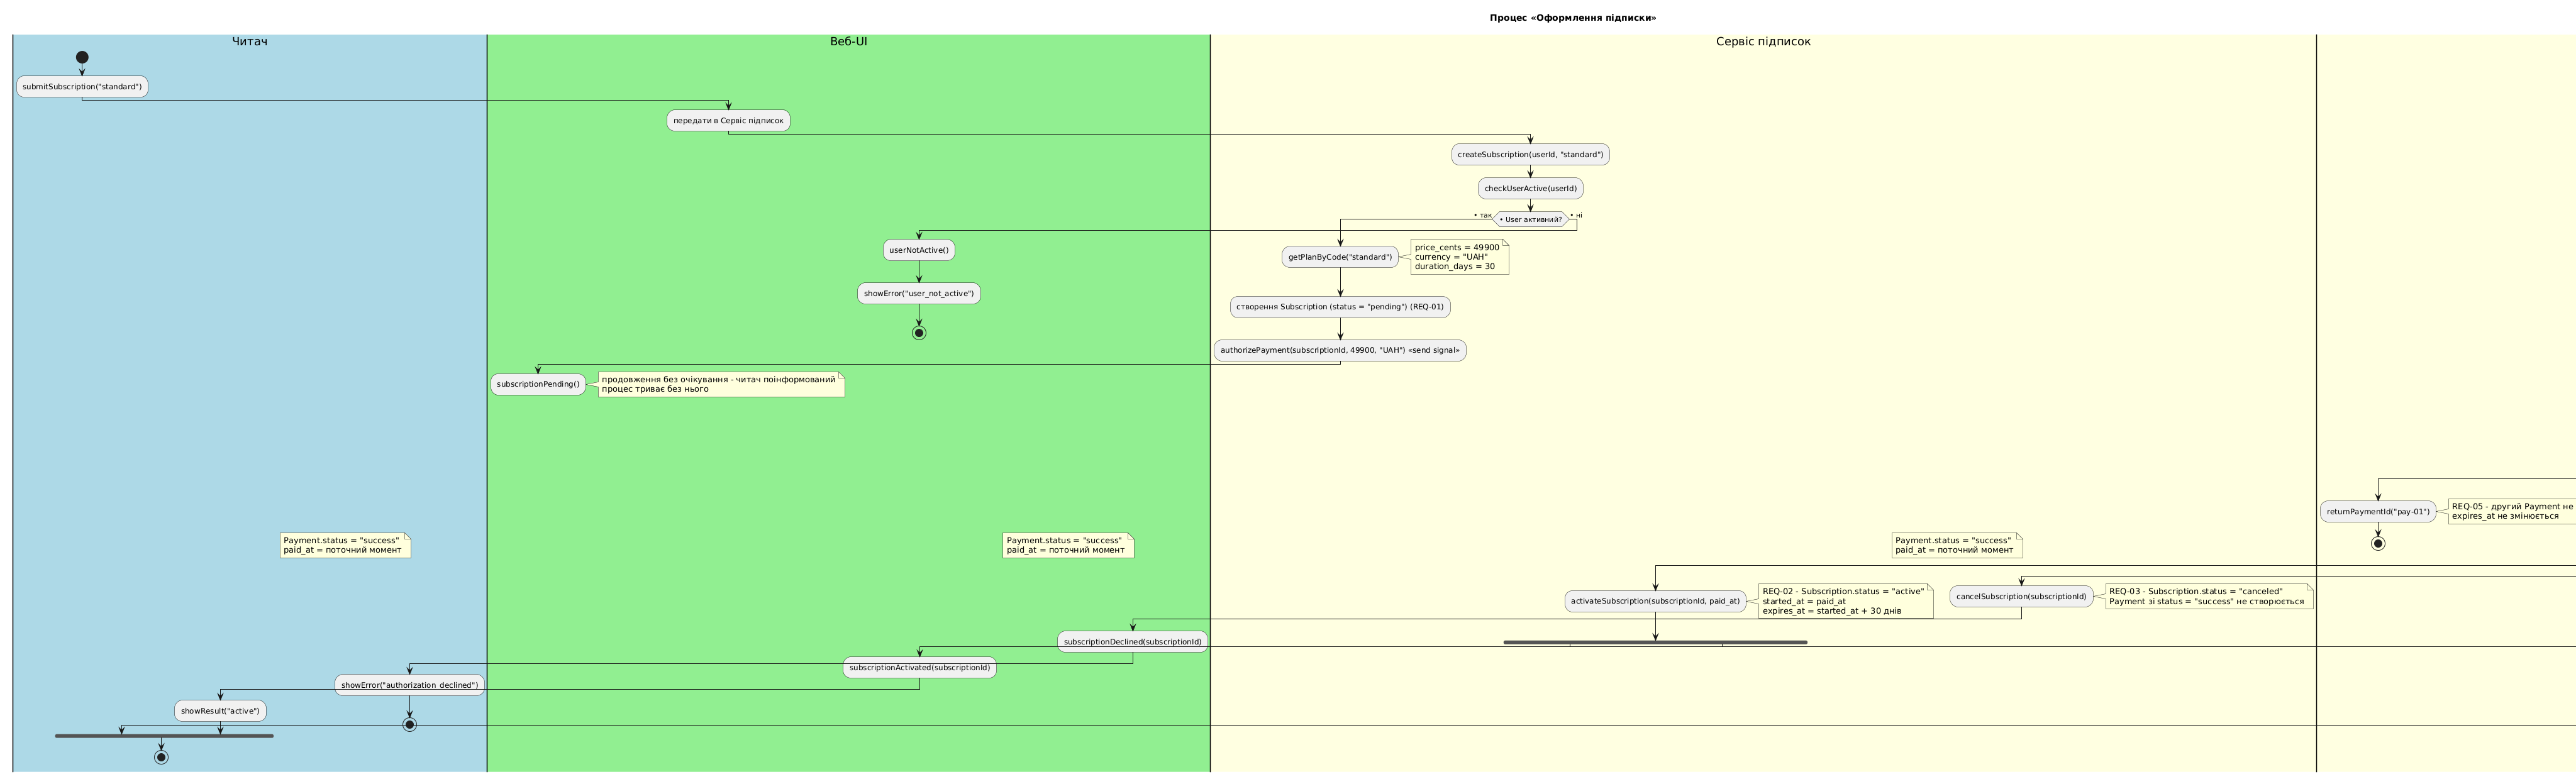 Процес «Оформлення підписки»
Читач
Веб-UI
Сервіс підписок
submitSubscription("standard")
передати в Сервіс підписок
createSubscription(userId, "standard")
checkUserActive(userId)
• так
• User активний?
• ні
userNotActive()
getPlanByCode("standard")
price_cents = 49900
currency = "UAH"
duration_days = 30
showError("user_not_active")
створення Subscription (status = "pending") (REQ-01)
authorizePayment(subscriptionId, 49900, "UAH") «send signal»
subscriptionPending()
продовження без очікування - читач поінформований
процес триває без нього
returnPaymentId("pay-01")
REQ-05 - другий Payment не
expires_at не змінюється
Payment.status = "success"
paid_at = поточний момент
Payment.status = "success"
paid_at = поточний момент
Payment.status = "success"
paid_at = поточний момент
activateSubscription(subscriptionId, paid_at)
REQ-02 - Subscription.status = "active"
started_at = paid_at
expires_at = started_at + 30 днів
cancelSubscription(subscriptionId)
REQ-03 - Subscription.status = "canceled"
Payment зі status = "success" не створюється
subscriptionDeclined(subscriptionId)
subscriptionActivated(subscriptionId)
showError("authorization_declined")
showResult("active")